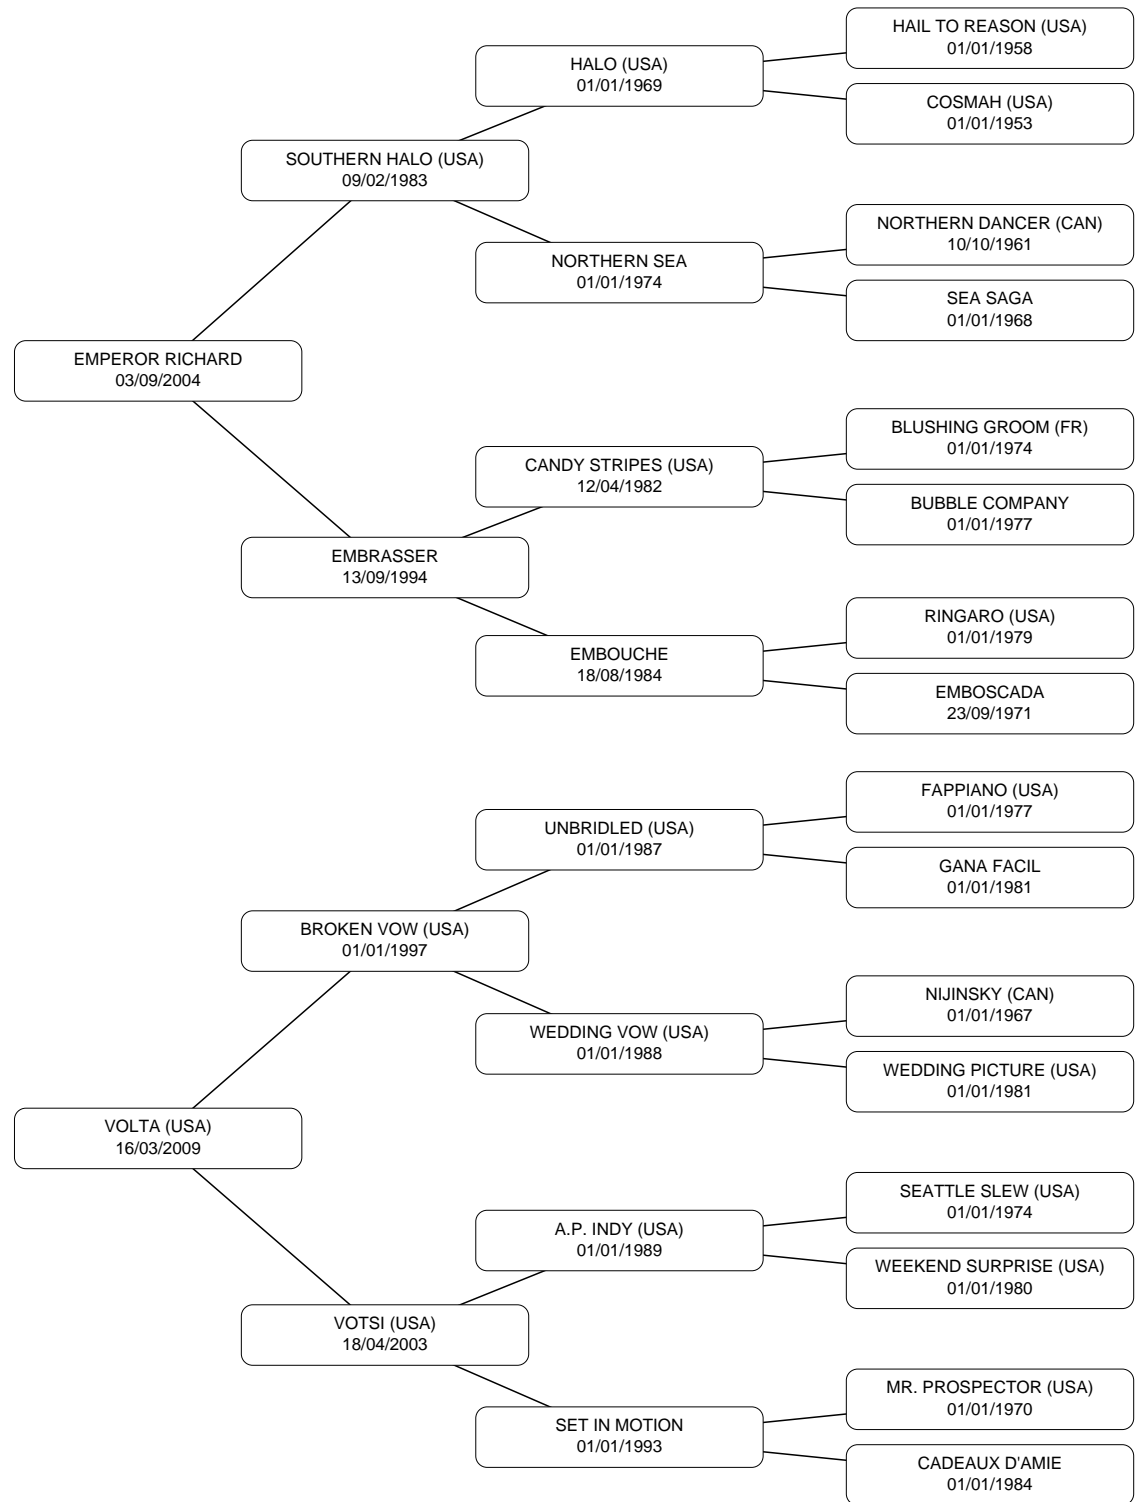 HAIL TO REASON (USA)
01/01/1958
HALO (USA)
01/01/1969
COSMAH (USA)
01/01/1953
SOUTHERN HALO (USA)
09/02/1983
NORTHERN DANCER (CAN)
10/10/1961
NORTHERN SEA
01/01/1974
SEA SAGA
01/01/1968
EMPEROR RICHARD
03/09/2004
BLUSHING GROOM (FR)
01/01/1974
CANDY STRIPES (USA)
12/04/1982
BUBBLE COMPANY
01/01/1977
EMBRASSER
13/09/1994
RINGARO (USA)
01/01/1979
EMBOUCHE
18/08/1984
EMBOSCADA
23/09/1971
FAPPIANO (USA)
01/01/1977
UNBRIDLED (USA)
01/01/1987
GANA FACIL
01/01/1981
BROKEN VOW (USA)
01/01/1997
NIJINSKY (CAN)
01/01/1967
WEDDING VOW (USA)
01/01/1988
WEDDING PICTURE (USA)
01/01/1981
VOLTA (USA)
16/03/2009
SEATTLE SLEW (USA)
01/01/1974
A.P. INDY (USA)
01/01/1989
WEEKEND SURPRISE (USA)
01/01/1980
VOTSI (USA)
18/04/2003
MR. PROSPECTOR (USA)
01/01/1970
SET IN MOTION
01/01/1993
CADEAUX D'AMIE
01/01/1984